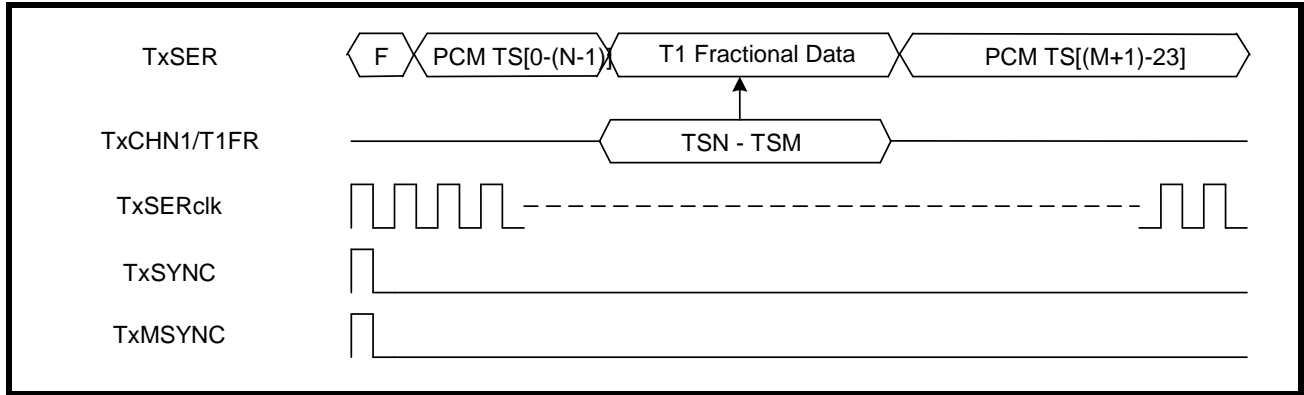 TxSER F PCM TS[0-(N-1)] T1 Fractional Data PCM TS[(M+1)-23]
TxCHN1/T1FR TSN - TSM
TxSERclk
TxSYNC
TxMSYNC